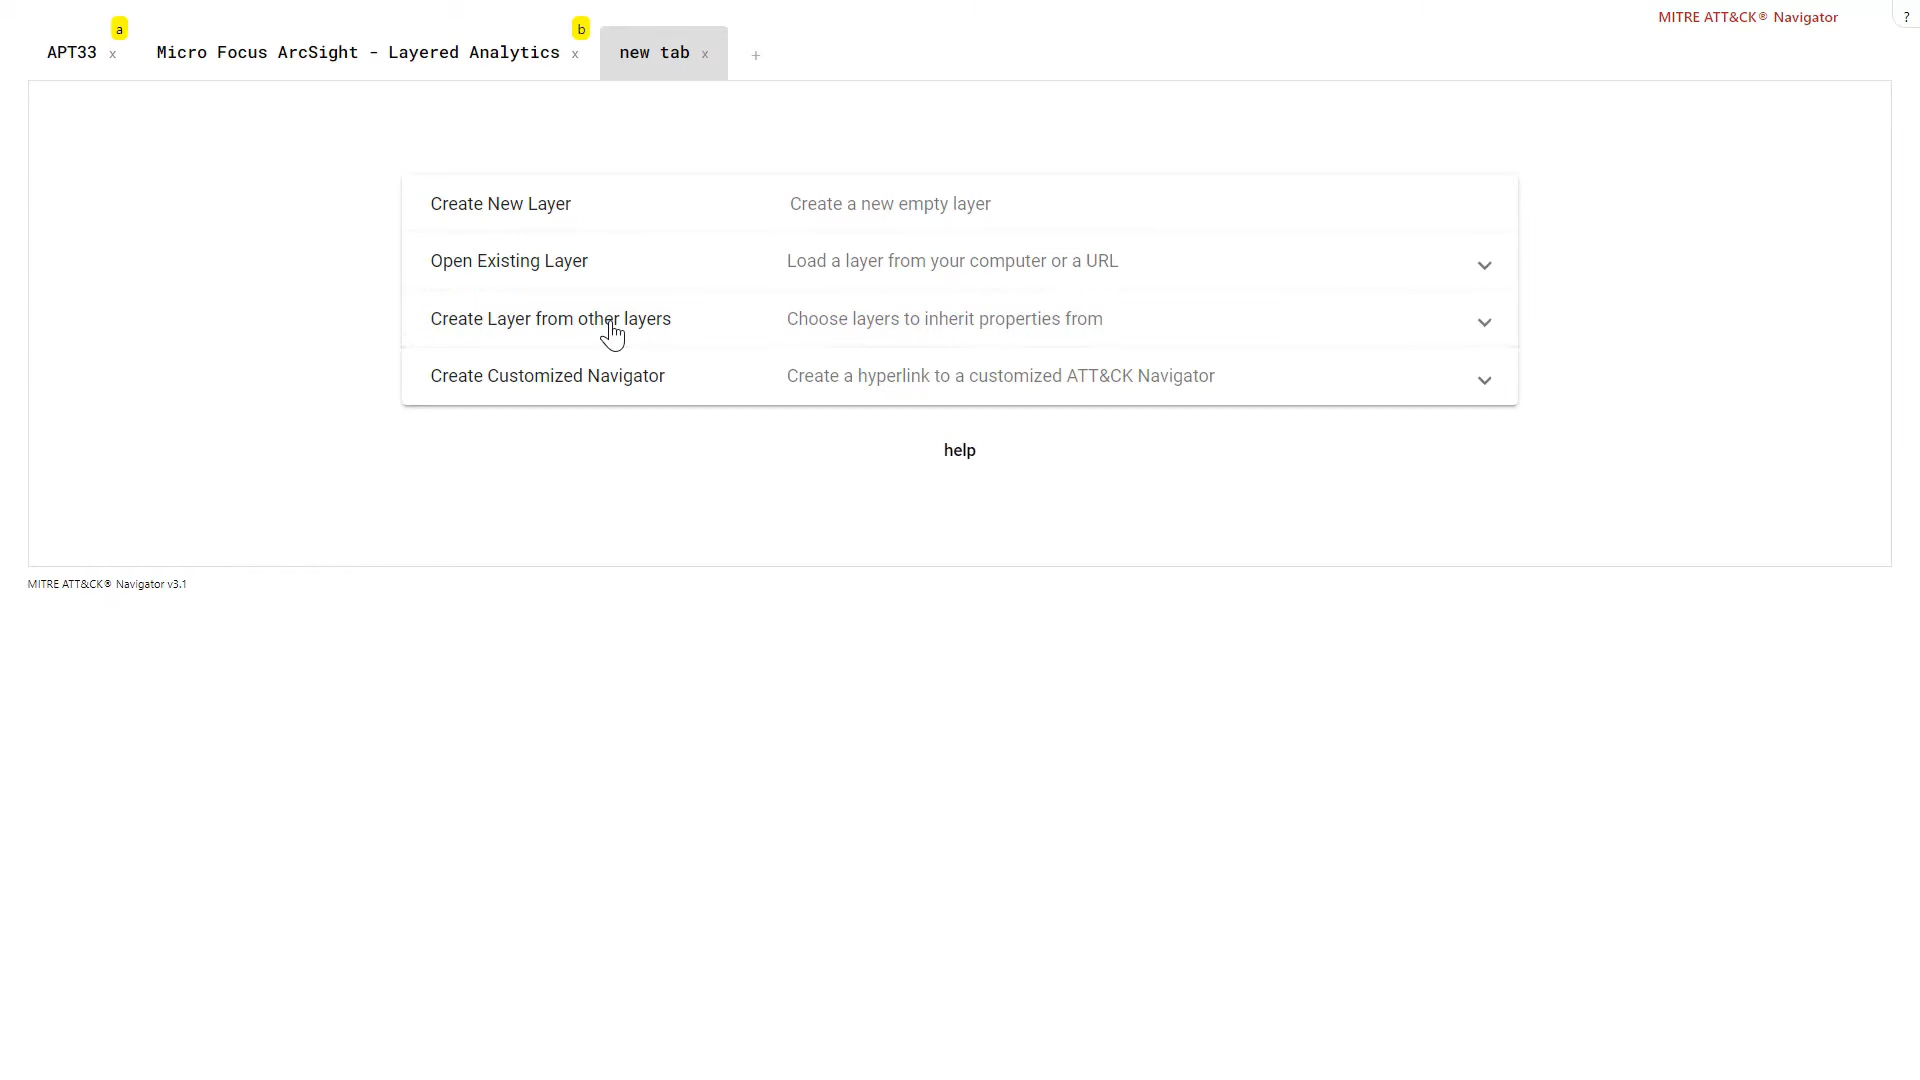 MITRE ATT&CK® Navigator
?
a
b
APT33 x
Micro Focus ArcSight - Layered Analytics x
new tab x
+
Create New Layer Create a new empty layer
Open Existing Layer Load a layer from your computer or a URL
Create Layer from other layers Choose layers to inherit properties from
Create Customized Navigator Create a hyperlink to a customized ATT&CK Navigator
help
MITRE ATT&CK® Navigator v3.1